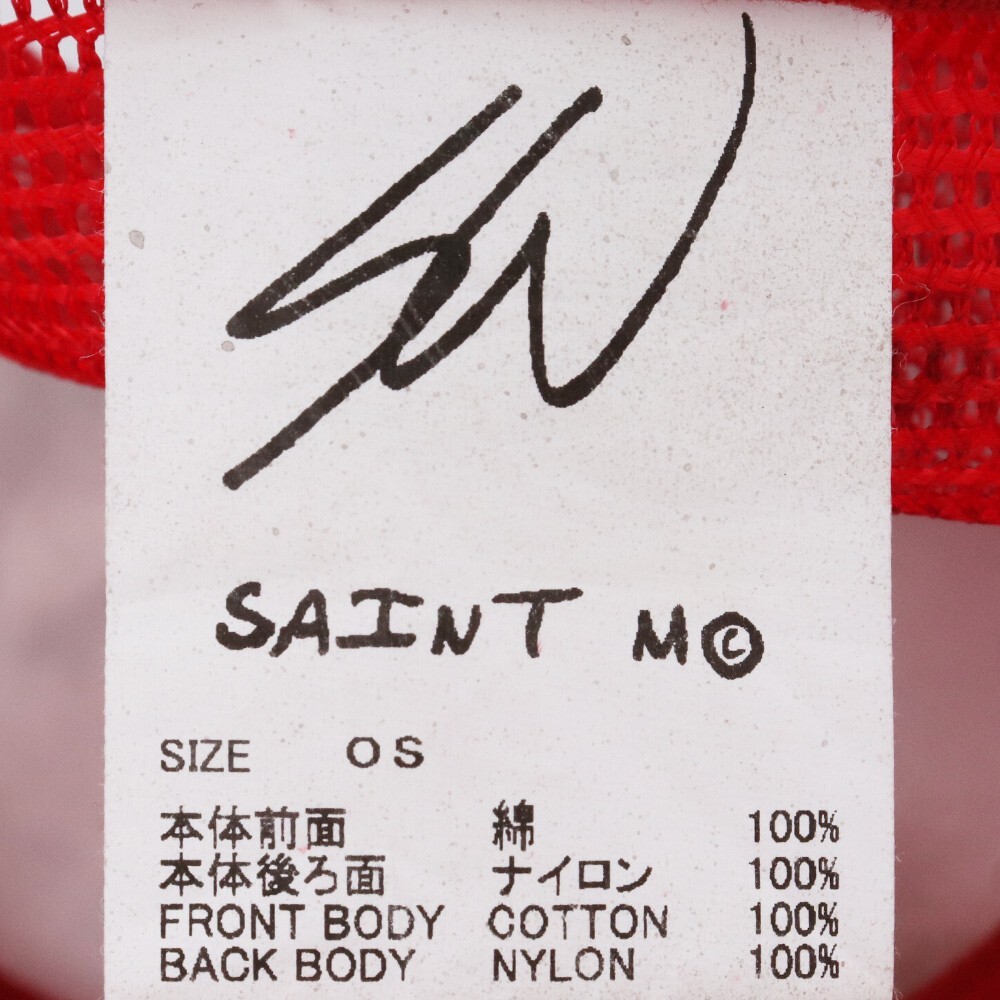 SAINT M©
SIZE OS
本体前面 綿 100%
本体後ろ面 ナイロン 100%
FRONT BODY COTTON 100%
BACK BODY NYLON 100%